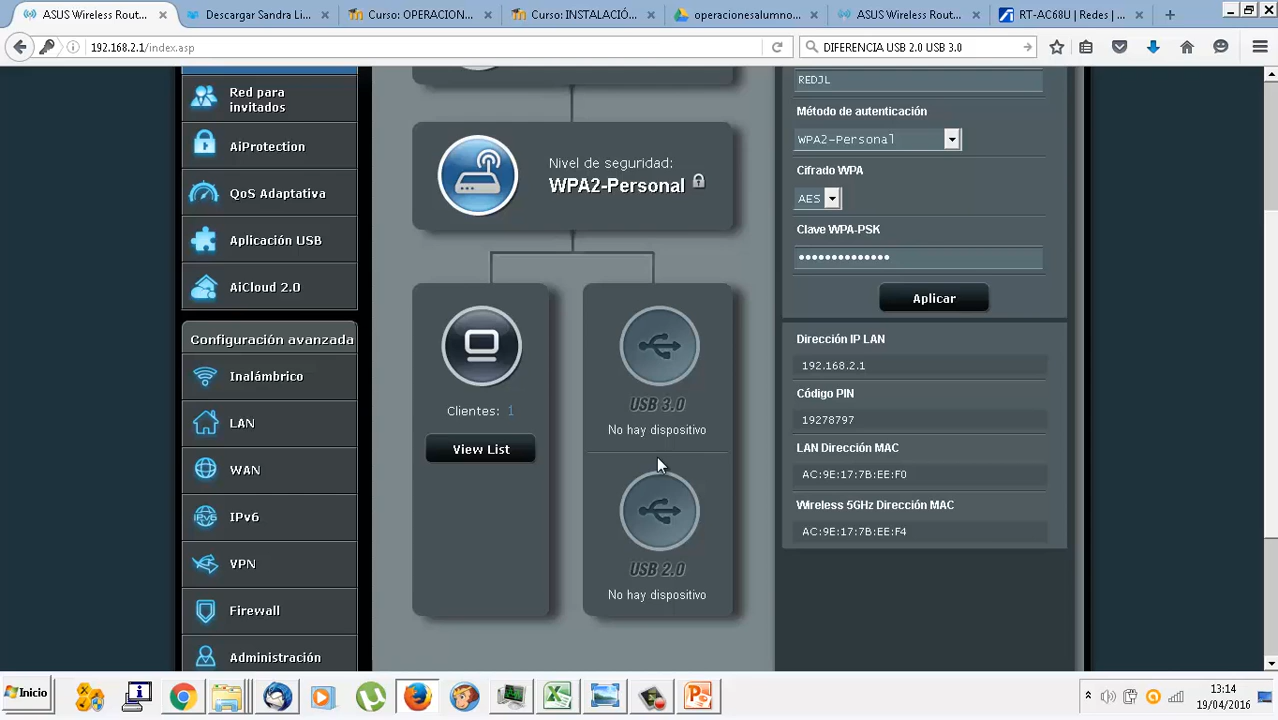 ASUS Wireless Rout...
Descargar Sandra Li...
Curso: OPERACION...
Curso: INSTALACIÓ...
operacionesalumno...
ASUS Wireless Rout...
RT-AC68U | Redes | ...
192.168.2.1/index.asp
DIFERENCIA USB 2.0 USB 3.0
Red para
invitados
AiProtection
QoS Adaptativa
Aplicación USB
AiCloud 2.0
Configuración avanzada
Inalámbrico
LAN
WAN
IPv6
VPN
Firewall
Administración
Nivel de seguridad:
WPA2-Personal
Clientes: 1
View List
USB 3.0
No hay dispositivo
USB 2.0
No hay dispositivo
REDJL
Método de autenticación
WPA2-Personal
Cifrado WPA
AES
Clave WPA-PSK
••••••••••••••
Aplicar
Dirección IP LAN
192.168.2.1
Código PIN
19278797
LAN Dirección MAC
AC:9E:17:7B:EE:F0
Wireless 5GHz Dirección MAC
AC:9E:17:7B:EE:F4
Inicio
13:14
19/04/2016